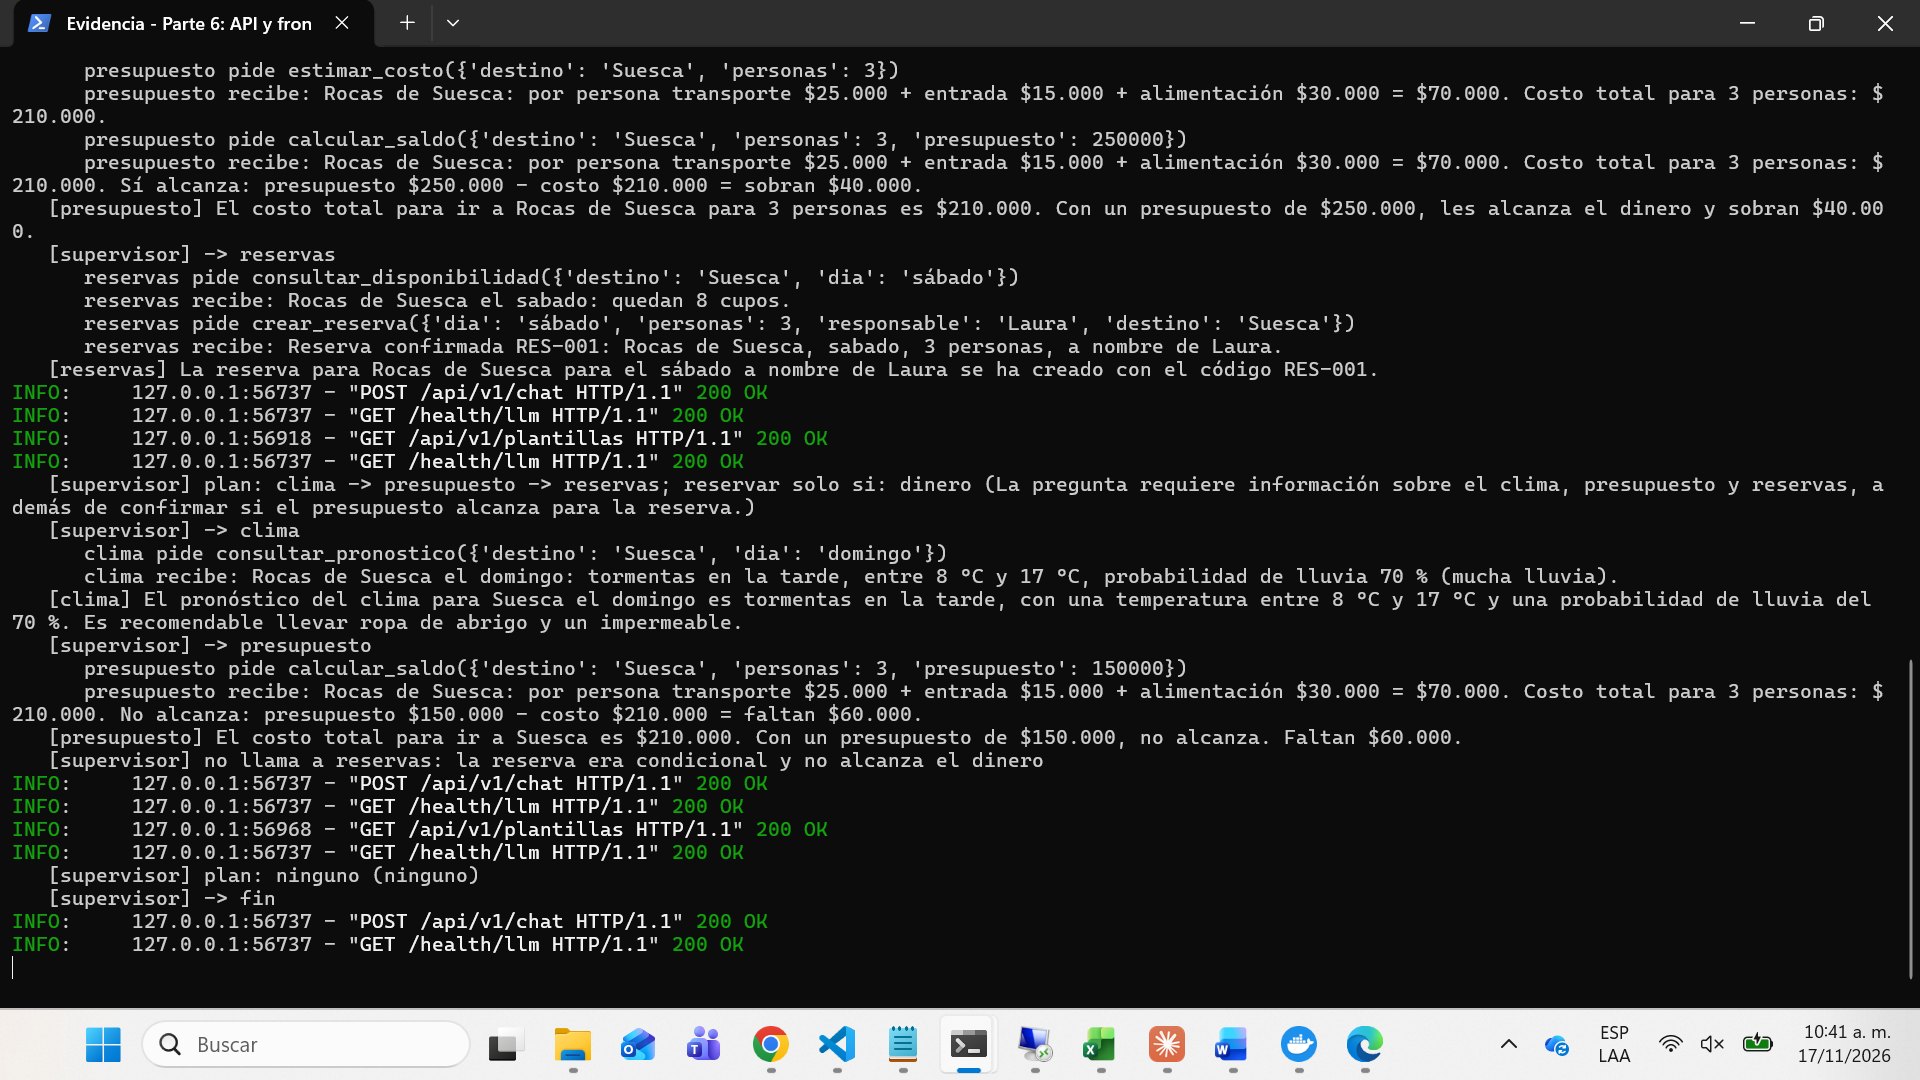 Evidencia - Parte 6: API y fron
presupuesto pide estimar_costo({'destino': 'Suesca', 'personas': 3})
presupuesto recibe: Rocas de Suesca: por persona transporte $25.000 + entrada $15.000 + alimentación $30.000 = $70.000. Costo total para 3 personas: $
210.000.
presupuesto pide calcular_saldo({'destino': 'Suesca', 'personas': 3, 'presupuesto': 250000})
presupuesto recibe: Rocas de Suesca: por persona transporte $25.000 + entrada $15.000 + alimentación $30.000 = $70.000. Costo total para 3 personas: $
210.000. Sí alcanza: presupuesto $250.000 - costo $210.000 = sobran $40.000.
[presupuesto] El costo total para ir a Rocas de Suesca para 3 personas es $210.000. Con un presupuesto de $250.000, les alcanza el dinero y sobran $40.00
0.
[supervisor] -> reservas
reservas pide consultar_disponibilidad({'destino': 'Suesca', 'dia': 'sábado'})
reservas recibe: Rocas de Suesca el sabado: quedan 8 cupos.
reservas pide crear_reserva({'dia': 'sábado', 'personas': 3, 'responsable': 'Laura', 'destino': 'Suesca'})
reservas recibe: Reserva confirmada RES-001: Rocas de Suesca, sabado, 3 personas, a nombre de Laura.
[reservas] La reserva para Rocas de Suesca para el sábado a nombre de Laura se ha creado con el código RES-001.
INFO: 127.0.0.1:56737 - "POST /api/v1/chat HTTP/1.1" 200 OK
INFO: 127.0.0.1:56737 - "GET /health/llm HTTP/1.1" 200 OK
INFO: 127.0.0.1:56918 - "GET /api/v1/plantillas HTTP/1.1" 200 OK
INFO: 127.0.0.1:56737 - "GET /health/llm HTTP/1.1" 200 OK
[supervisor] plan: clima -> presupuesto -> reservas; reservar solo si: dinero (La pregunta requiere información sobre el clima, presupuesto y reservas, a
demás de confirmar si el presupuesto alcanza para la reserva.)
[supervisor] -> clima
clima pide consultar_pronostico({'destino': 'Suesca', 'dia': 'domingo'})
clima recibe: Rocas de Suesca el domingo: tormentas en la tarde, entre 8 °C y 17 °C, probabilidad de lluvia 70 % (mucha lluvia).
[clima] El pronóstico del clima para Suesca el domingo es tormentas en la tarde, con una temperatura entre 8 °C y 17 °C y una probabilidad de lluvia del
70 %. Es recomendable llevar ropa de abrigo y un impermeable.
[supervisor] -> presupuesto
presupuesto pide calcular_saldo({'destino': 'Suesca', 'personas': 3, 'presupuesto': 150000})
presupuesto recibe: Rocas de Suesca: por persona transporte $25.000 + entrada $15.000 + alimentación $30.000 = $70.000. Costo total para 3 personas: $
210.000. No alcanza: presupuesto $150.000 - costo $210.000 = faltan $60.000.
[presupuesto] El costo total para ir a Suesca es $210.000. Con un presupuesto de $150.000, no alcanza. Faltan $60.000.
[supervisor] no llama a reservas: la reserva era condicional y no alcanza el dinero
INFO: 127.0.0.1:56737 - "POST /api/v1/chat HTTP/1.1" 200 OK
INFO: 127.0.0.1:56737 - "GET /health/llm HTTP/1.1" 200 OK
INFO: 127.0.0.1:56968 - "GET /api/v1/plantillas HTTP/1.1" 200 OK
INFO: 127.0.0.1:56737 - "GET /health/llm HTTP/1.1" 200 OK
[supervisor] plan: ninguno (ninguno)
[supervisor] -> fin
INFO: 127.0.0.1:56737 - "POST /api/v1/chat HTTP/1.1" 200 OK
INFO: 127.0.0.1:56737 - "GET /health/llm HTTP/1.1" 200 OK
Buscar
ESP
LAA
10:41 a. m.
17/11/2026